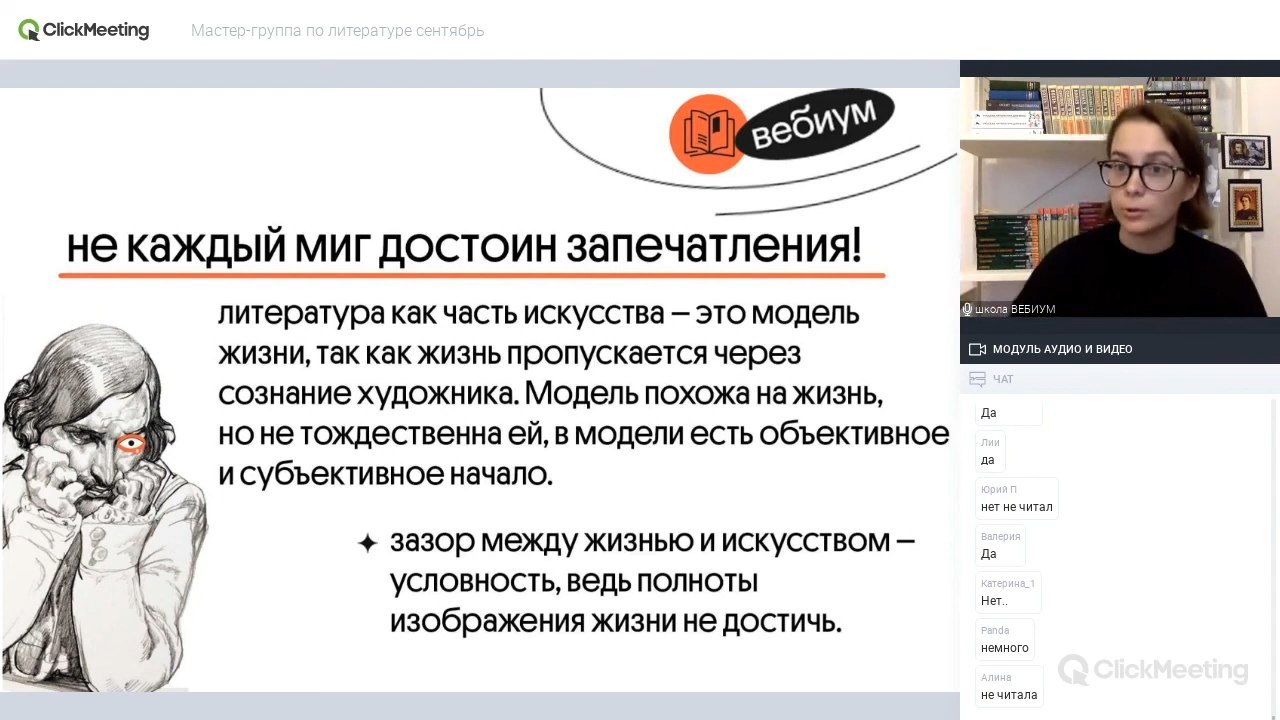 ClickMeeting
Мастер-группа по литературе сентябрь
вебиум
не каждый миг достоин запечатления!
литература как часть искусства – это модель
жизни, так как жизнь пропускается через
сознание художника. Модель похожа на жизнь,
но не тождественна ей, в модели есть объективное
и субъективное начало.
зазор между жизнью и искусством –
условность, ведь полноты
изображения жизни не достичь.
школа ВЕБИУМ
МОДУЛЬ АУДИО И ВИДЕО
ЧАТ
Да
Лии
да
Юрий П
нет не читал
Валерия
Да
Катерина_1
Нет..
Panda
немного
Алина
не читала
ClickMeeting